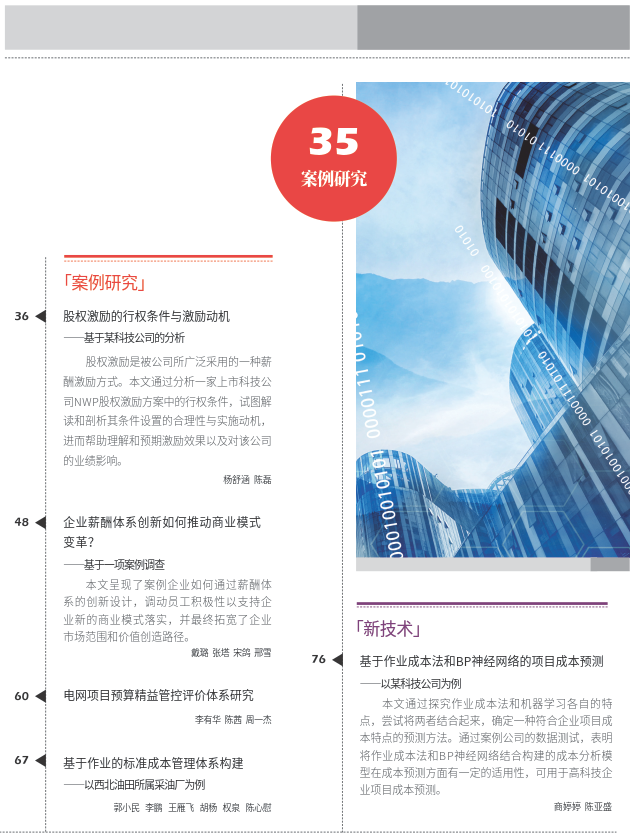 35
案例研究
「案例研究」
36
股权激励的行权条件与激励动机
——基于某科技公司的分析
股权激励是被公司所广泛采用的一种薪
酬激励方式。本文通过分析一家上市科技公
司NWP股权激励方案中的行权条件，试图解
读和剖析其条件设置的合理性与实施动机，
进而帮助理解和预期激励效果以及对该公司
的业绩影响。
杨舒涵 陈磊
48
企业薪酬体系创新如何推动商业模式
变革？
——基于一项案例调查
本文呈现了案例企业如何通过薪酬体
系的创新设计，调动员工积极性以支持企
业新的商业模式落实，并最终拓宽了企业
市场范围和价值创造路径。
戴璐 张塔 宋鸽 邢雪
60
电网项目预算精益管控评价体系研究
李有华 陈茜 周一杰
67
基于作业的标准成本管理体系构建
——以西北油田所属采油厂为例
郭小民 李鹏 王雁飞 胡杨 权泉 陈心慰
「新技术」
76
基于作业成本法和BP神经网络的项目成本预测
——以某科技公司为例
本文通过探究作业成本法和机器学习各自的特
点，尝试将两者结合起来，确定一种符合企业项目成
本特点的预测方法。通过案例公司的数据测试，表明
将作业成本法和BP神经网络结合构建的成本分析模
型在成本预测方面有一定的适用性，可用于高科技企
业项目成本预测。
商婷婷 陈亚盛